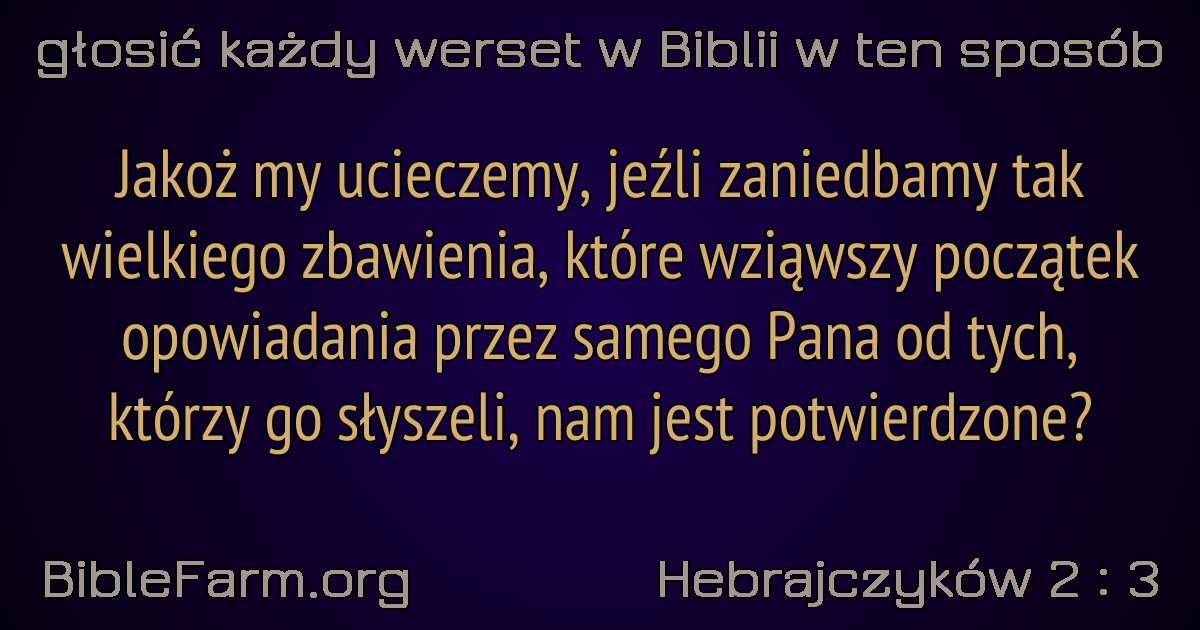 głosić każdy werset w Biblii w ten sposób
Jakoż my ucieczemy, jeźli zaniedbamy tak
wielkiego zbawienia, które wziąwszy początek
opowiadania przez samego Pana od tych,
którzy go słyszeli, nam jest potwierdzone?
BibleFarm.org
Hebrajczyków 2 : 3